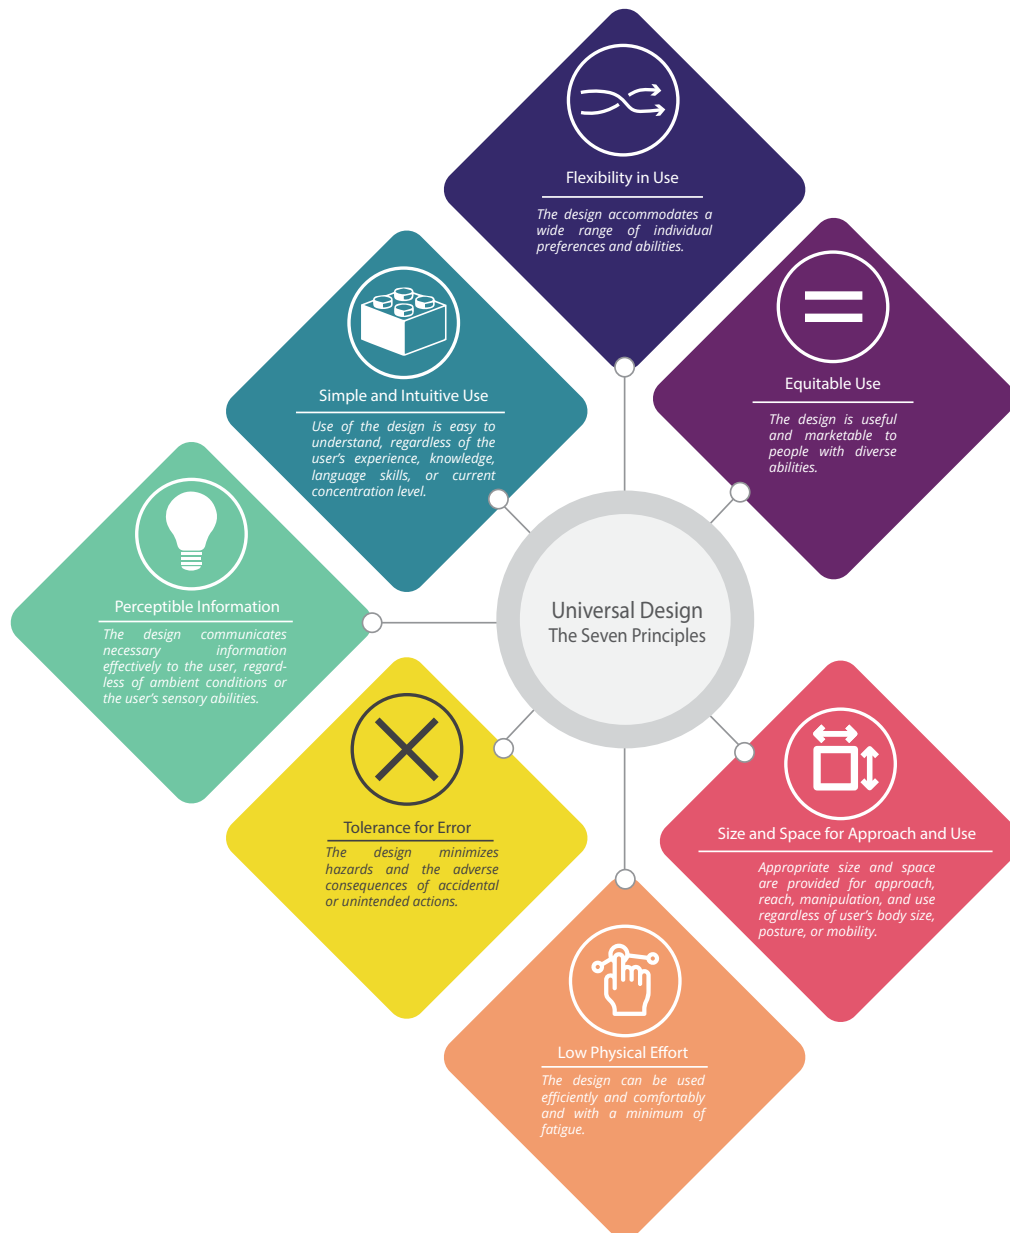 Flexibility in Use
The design accommodates a
wide range of individual
preferences and abilities.
Equitable Use
The design is useful
and marketable to
people with diverse
abilities.
Simple and Intuitive Use
Use of the design is easy to
understand, regardless of the
user's experience, knowledge,
language skills, or current
concentration level.
Universal Design
The Seven Principles
Perceptible Information
The design communicates
necessary information
effectively to the user, regard-
less of ambient conditions or
the user's sensory abilities.
Tolerance for Error
The design minimizes
hazards and the adverse
consequences of accidental
or unintended actions.
Size and Space for Approach and Use
Appropriate size and space
are provided for approach,
reach, manipulation, and use
regardless of user's body size,
posture, or mobility.
Low Physical Effort
The design can be used
efficiently and comfortably
and with a minimum of
fatigue.